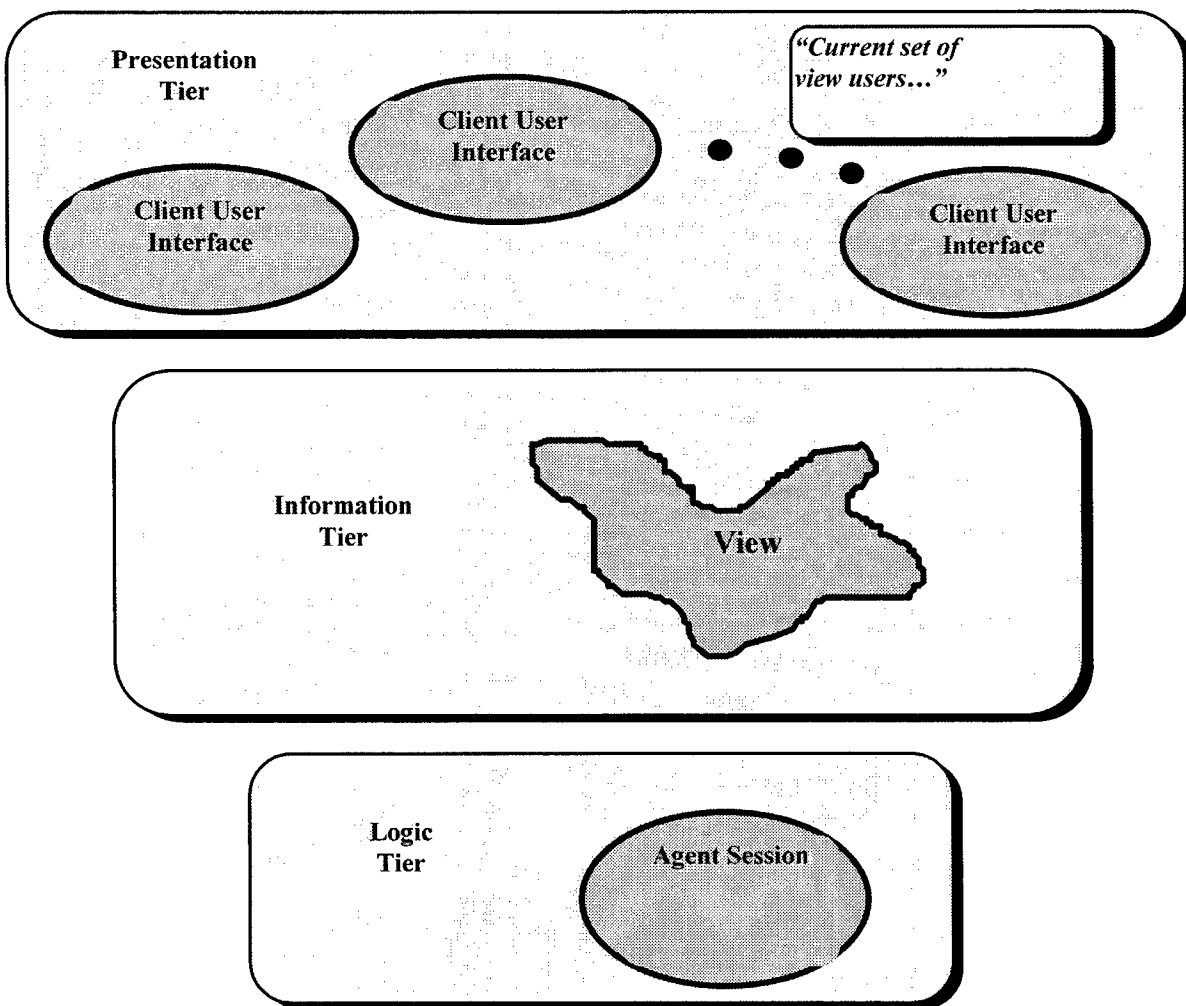 Presentation
Tier
"Current set of
view users…"
Client User
Interface
Client User
Interface
Client User
Interface
Information
Tier
View
Logic
Tier
Agent Session